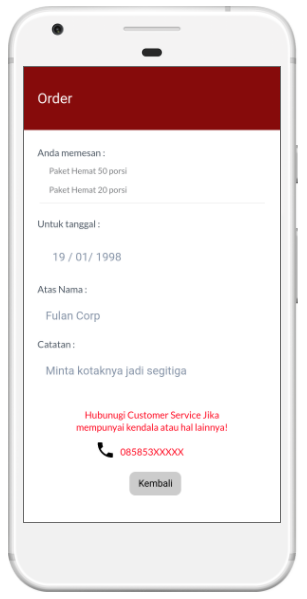 Order
Anda memesan :
Paket Hemat 50 porsi
Paket Hemat 20 porsi
Untuk tanggal :
19 / 01/ 1998
Atas Nama :
Fulan Corp
Catatan :
Minta kotaknya jadi segitiga
Hubunugi Customer Service Jika
mempunyai kendala atau hal lainnya!
085853XXXXX
Kembali